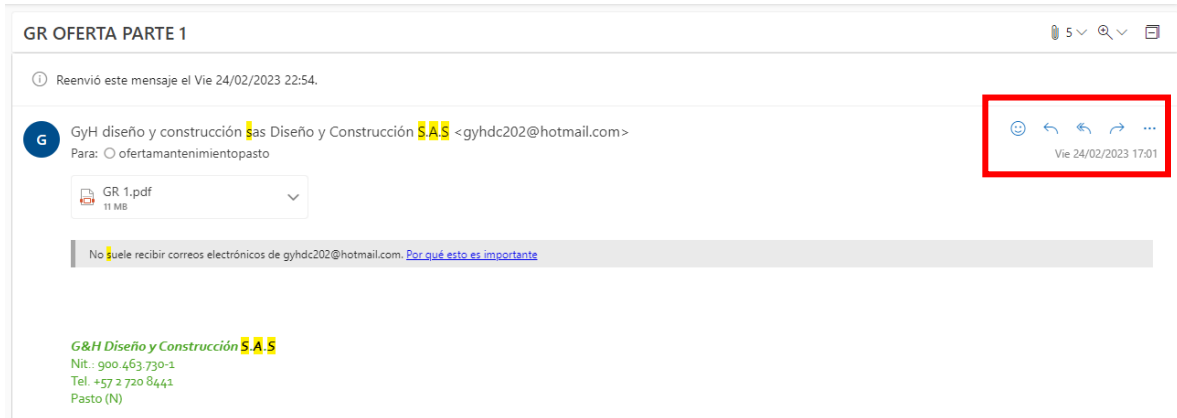 GR OFERTA PARTE 1
5
Reenvió este mensaje el Vie 24/02/2023 22:54.
G
GyH diseño y construcción sas Diseño y Construcción S.A.S <gyhdc202@hotmail.com>
Para: ofertamantenimientopasto
Vie 24/02/2023 17:01
GR 1.pdf
11 MB
No suele recibir correos electrónicos de gyhdc202@hotmail.com. Por qué esto es importante
G&H Diseño y Construcción S.A.S
Nit.: 900.463.730-1
Tel. +57 2 720 8441
Pasto (N)